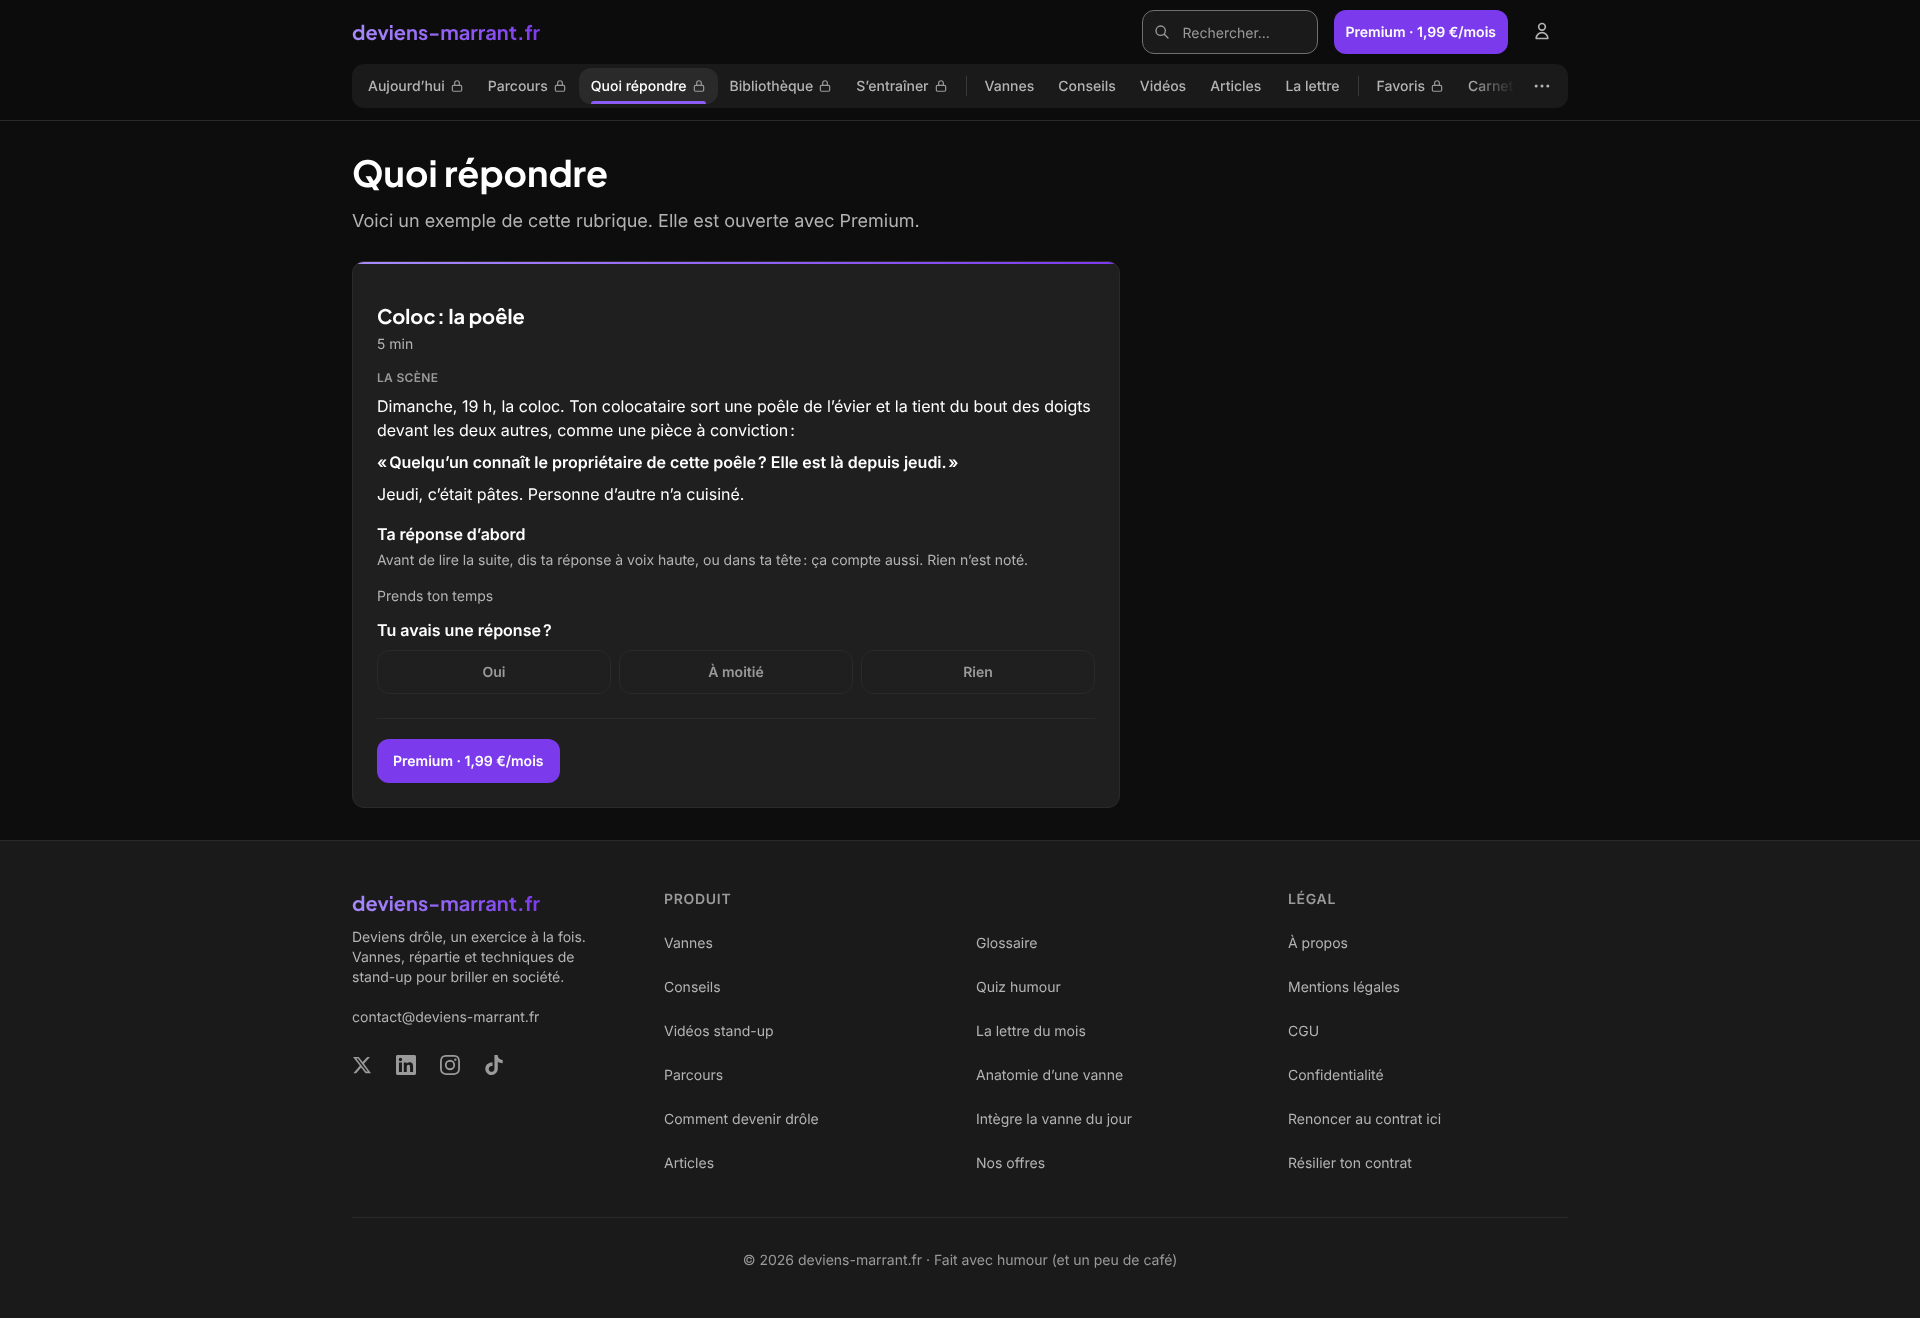 deviens-marrant.fr
Rechercher...
Premium · 1,99 €/mois
Aujourd’hui
Parcours
Quoi répondre
Bibliothèque
S’entraîner
Vannes
Conseils
Vidéos
Articles
La lettre
Favoris
Carnet
Quoi répondre
Voici un exemple de cette rubrique. Elle est ouverte avec Premium.
Coloc : la poêle
5 min
LA SCÈNE
Dimanche, 19 h, la coloc. Ton colocataire sort une poêle de l’évier et la tient du bout des doigts
devant les deux autres, comme une pièce à conviction :
« Quelqu’un connaît le propriétaire de cette poêle ? Elle est là depuis jeudi. »
Jeudi, c’était pâtes. Personne d’autre n’a cuisiné.
Ta réponse d’abord
Avant de lire la suite, dis ta réponse à voix haute, ou dans ta tête : ça compte aussi. Rien n’est noté.
Prends ton temps
Tu avais une réponse ?
Oui
À moitié
Rien
Premium · 1,99 €/mois
deviens-marrant.fr
Deviens drôle, un exercice à la fois.
Vannes, répartie et techniques de
stand-up pour briller en société.
contact@deviens-marrant.fr
PRODUIT
Vannes
Conseils
Vidéos stand-up
Parcours
Comment devenir drôle
Articles
Glossaire
Quiz humour
La lettre du mois
Anatomie d’une vanne
Intègre la vanne du jour
Nos offres
LÉGAL
À propos
Mentions légales
CGU
Confidentialité
Renoncer au contrat ici
Résilier ton contrat
© 2026 deviens-marrant.fr · Fait avec humour (et un peu de café)